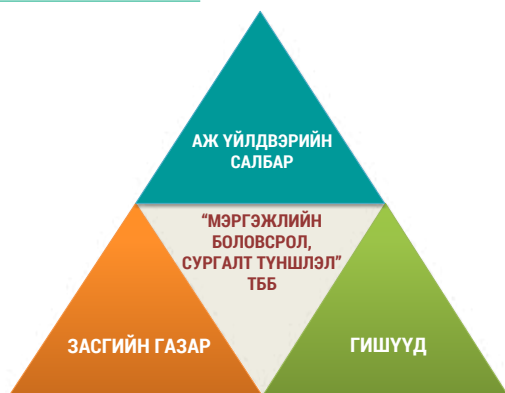 АЖ ҮЙЛДВЭРИЙН
САЛБАР
“МЭРГЭЖЛИЙН
БОЛОВСРОЛ,
СУРГАЛТ ТҮНШЛЭЛ”
ТББ
ЗАСГИЙН ГАЗАР
ГИШҮҮД